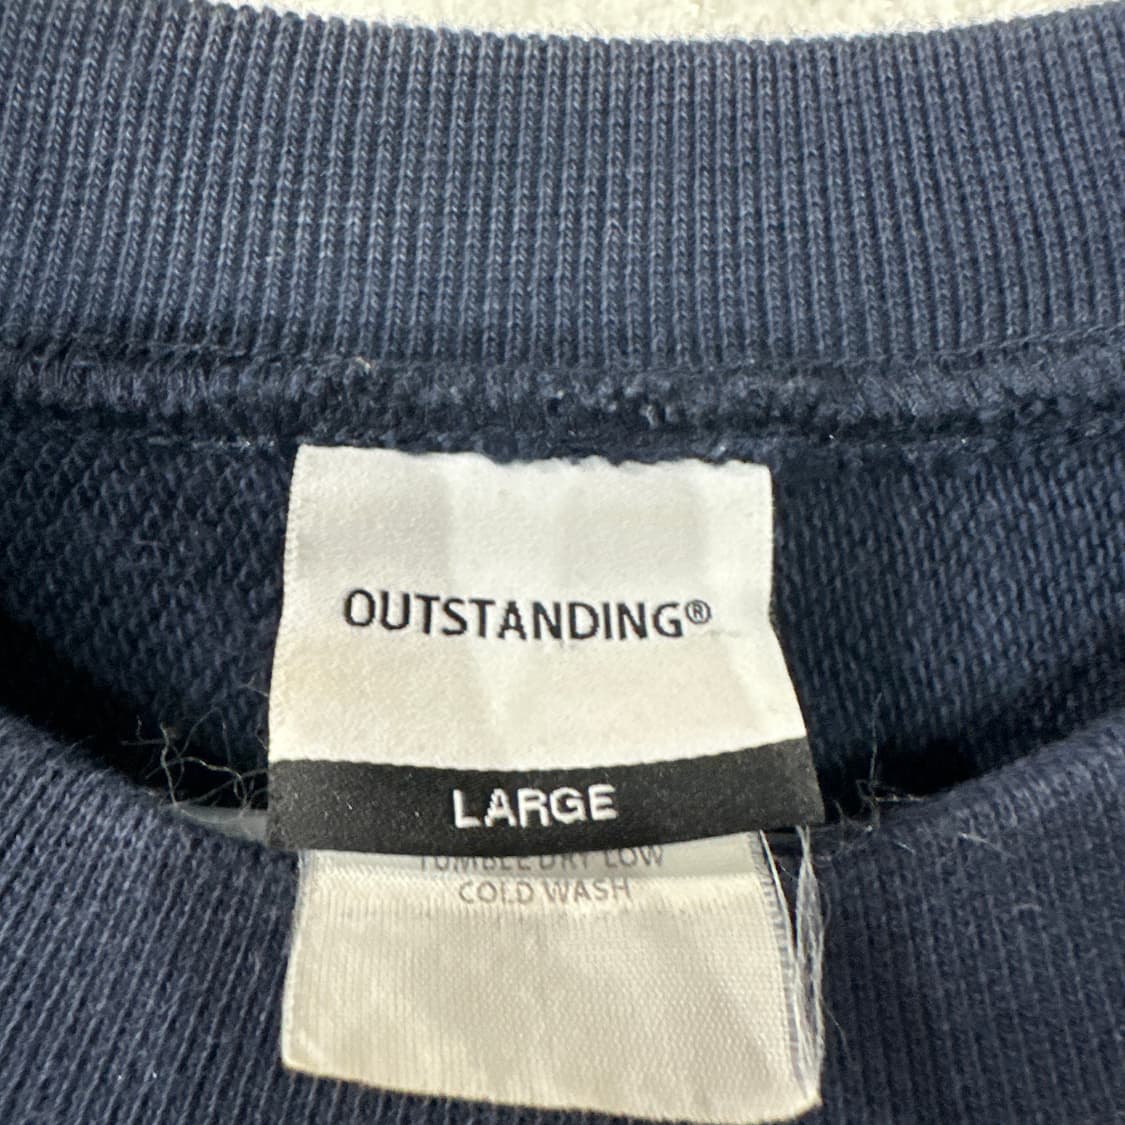 OUTSTANDING®
LARGE
TUMBLE DRY LOW
COLD WASH